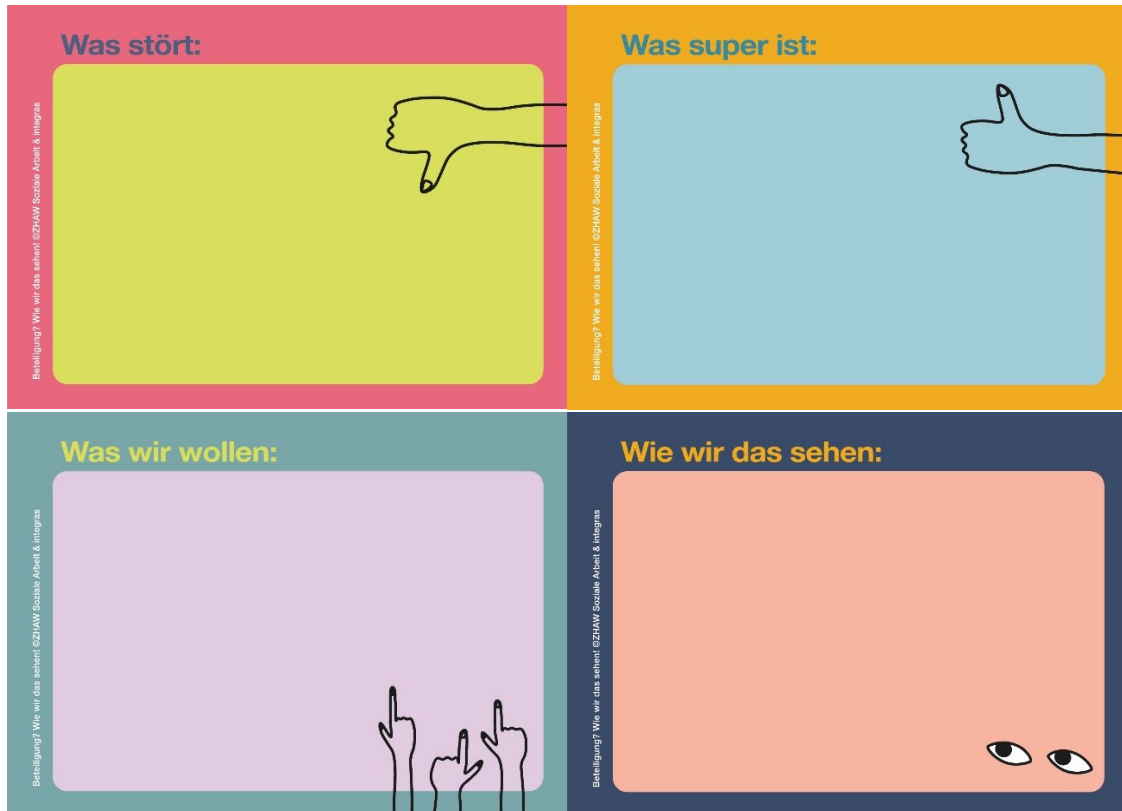 Was stört:
Beteiligung? Wie wir das sehen! ©ZHAW Soziale Arbeit & integras
Was super ist:
Beteiligung? Wie wir das sehen! ©ZHAW Soziale Arbeit & integras
Was wir wollen:
Beteiligung? Wie wir das sehen! ©ZHAW Soziale Arbeit & integras
Wie wir das sehen:
Beteiligung? Wie wir das sehen! ©ZHAW Soziale Arbeit & integras